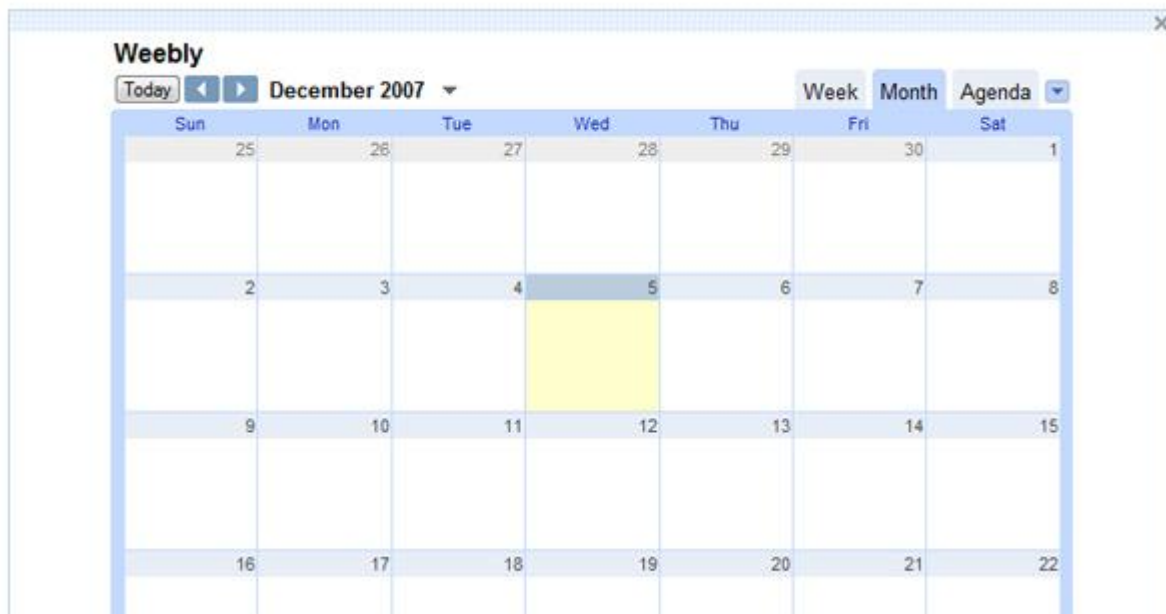 Weebly
Today December 2007 Week Month Agenda
Sun Mon Tue Wed Thu Fri Sat
25 26 27 28 29 30 1
2 3 4 5 6 7 8
9 10 11 12 13 14 15
16 17 18 19 20 21 22